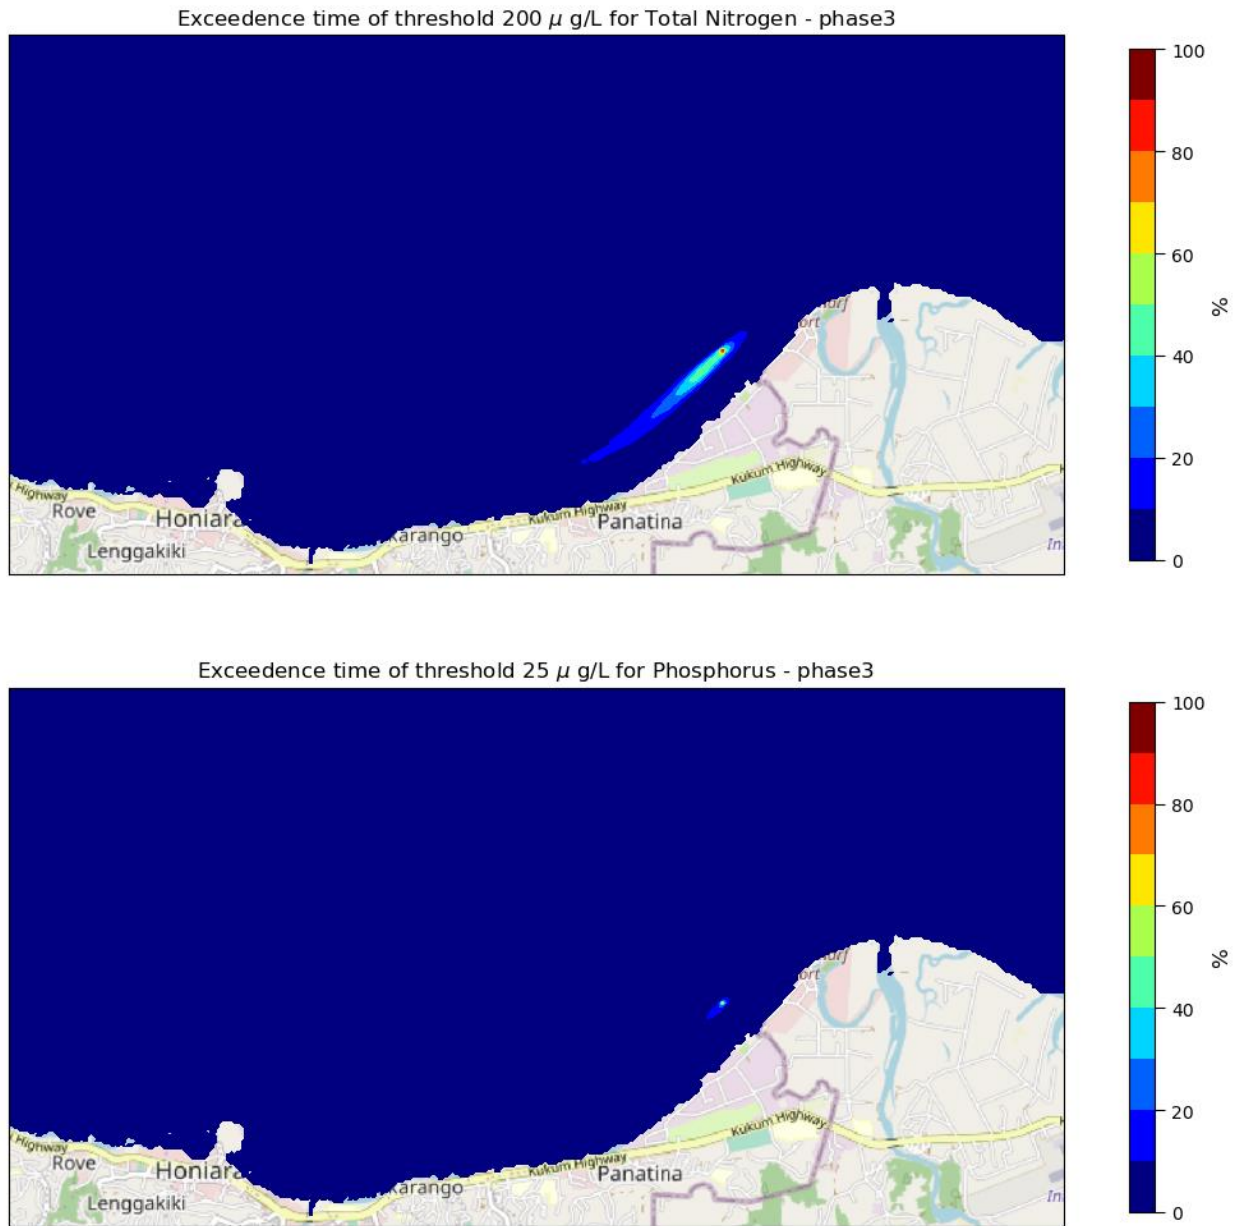 Exceedence time of threshold 200 μ g/L for Total Nitrogen - phase3
100
80
60
%
40
20
0
Kukum Highway
Highway
Rove
Honiara
Kukum Highway
Panatina
Lenggakiki
In
Exceedence time of threshold 25 μ g/L for Phosphorus - phase3
100
80
60
%
40
20
0
Kukum Highway
Highway
Rove
Honiara
Kukum Highway
Panatina
Lenggakiki
In